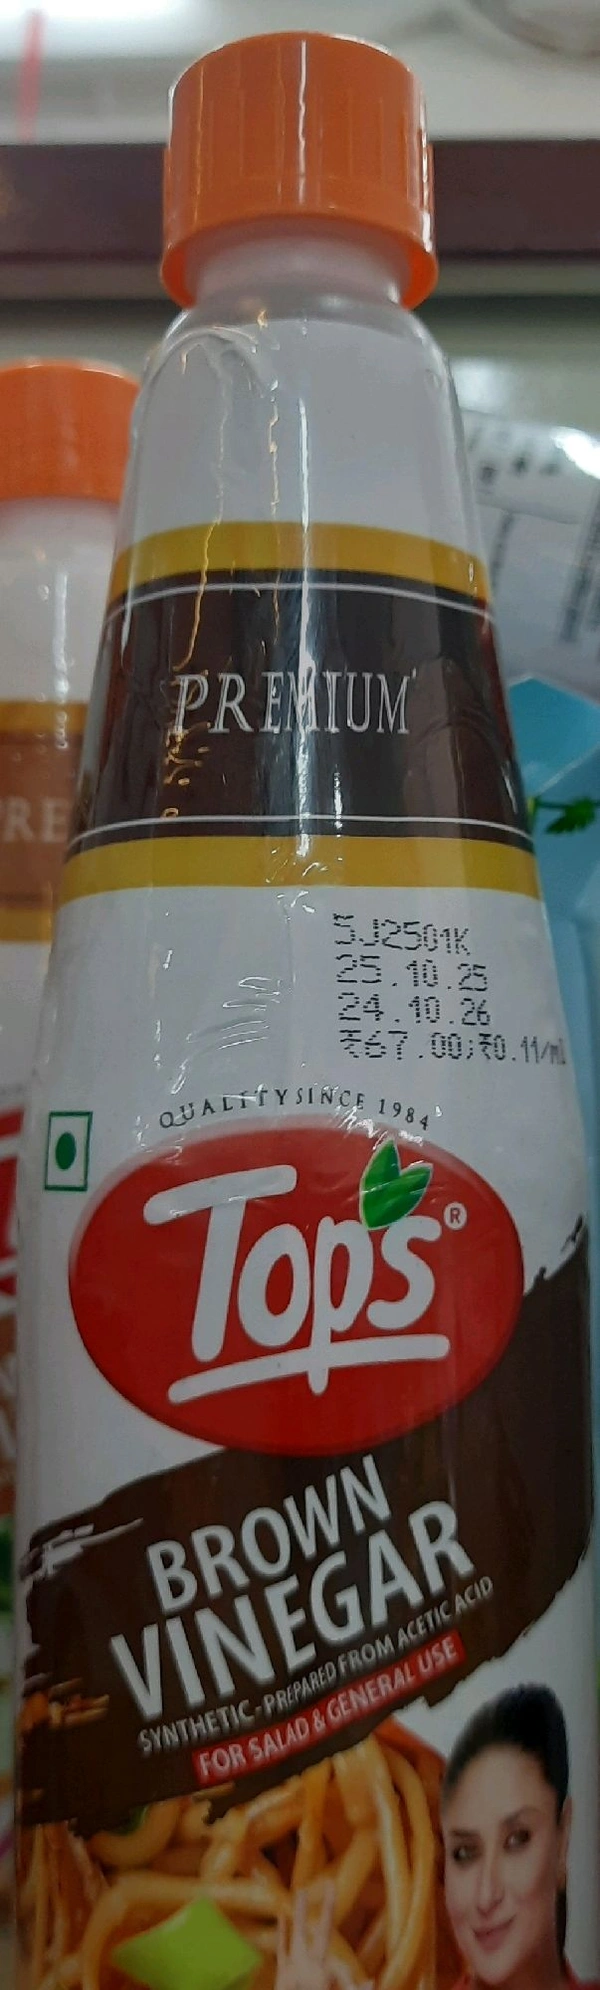 PREMIUM
5J2501K
25.10.25
24.10.26
₹67.00;₹0.11/ml
QUALITY SINCE 1984
Tops®
BROWN
VINEGAR
SYNTHETIC-PREPARED FROM ACETIC ACID
FOR SALAD & GENERAL USE
PRE